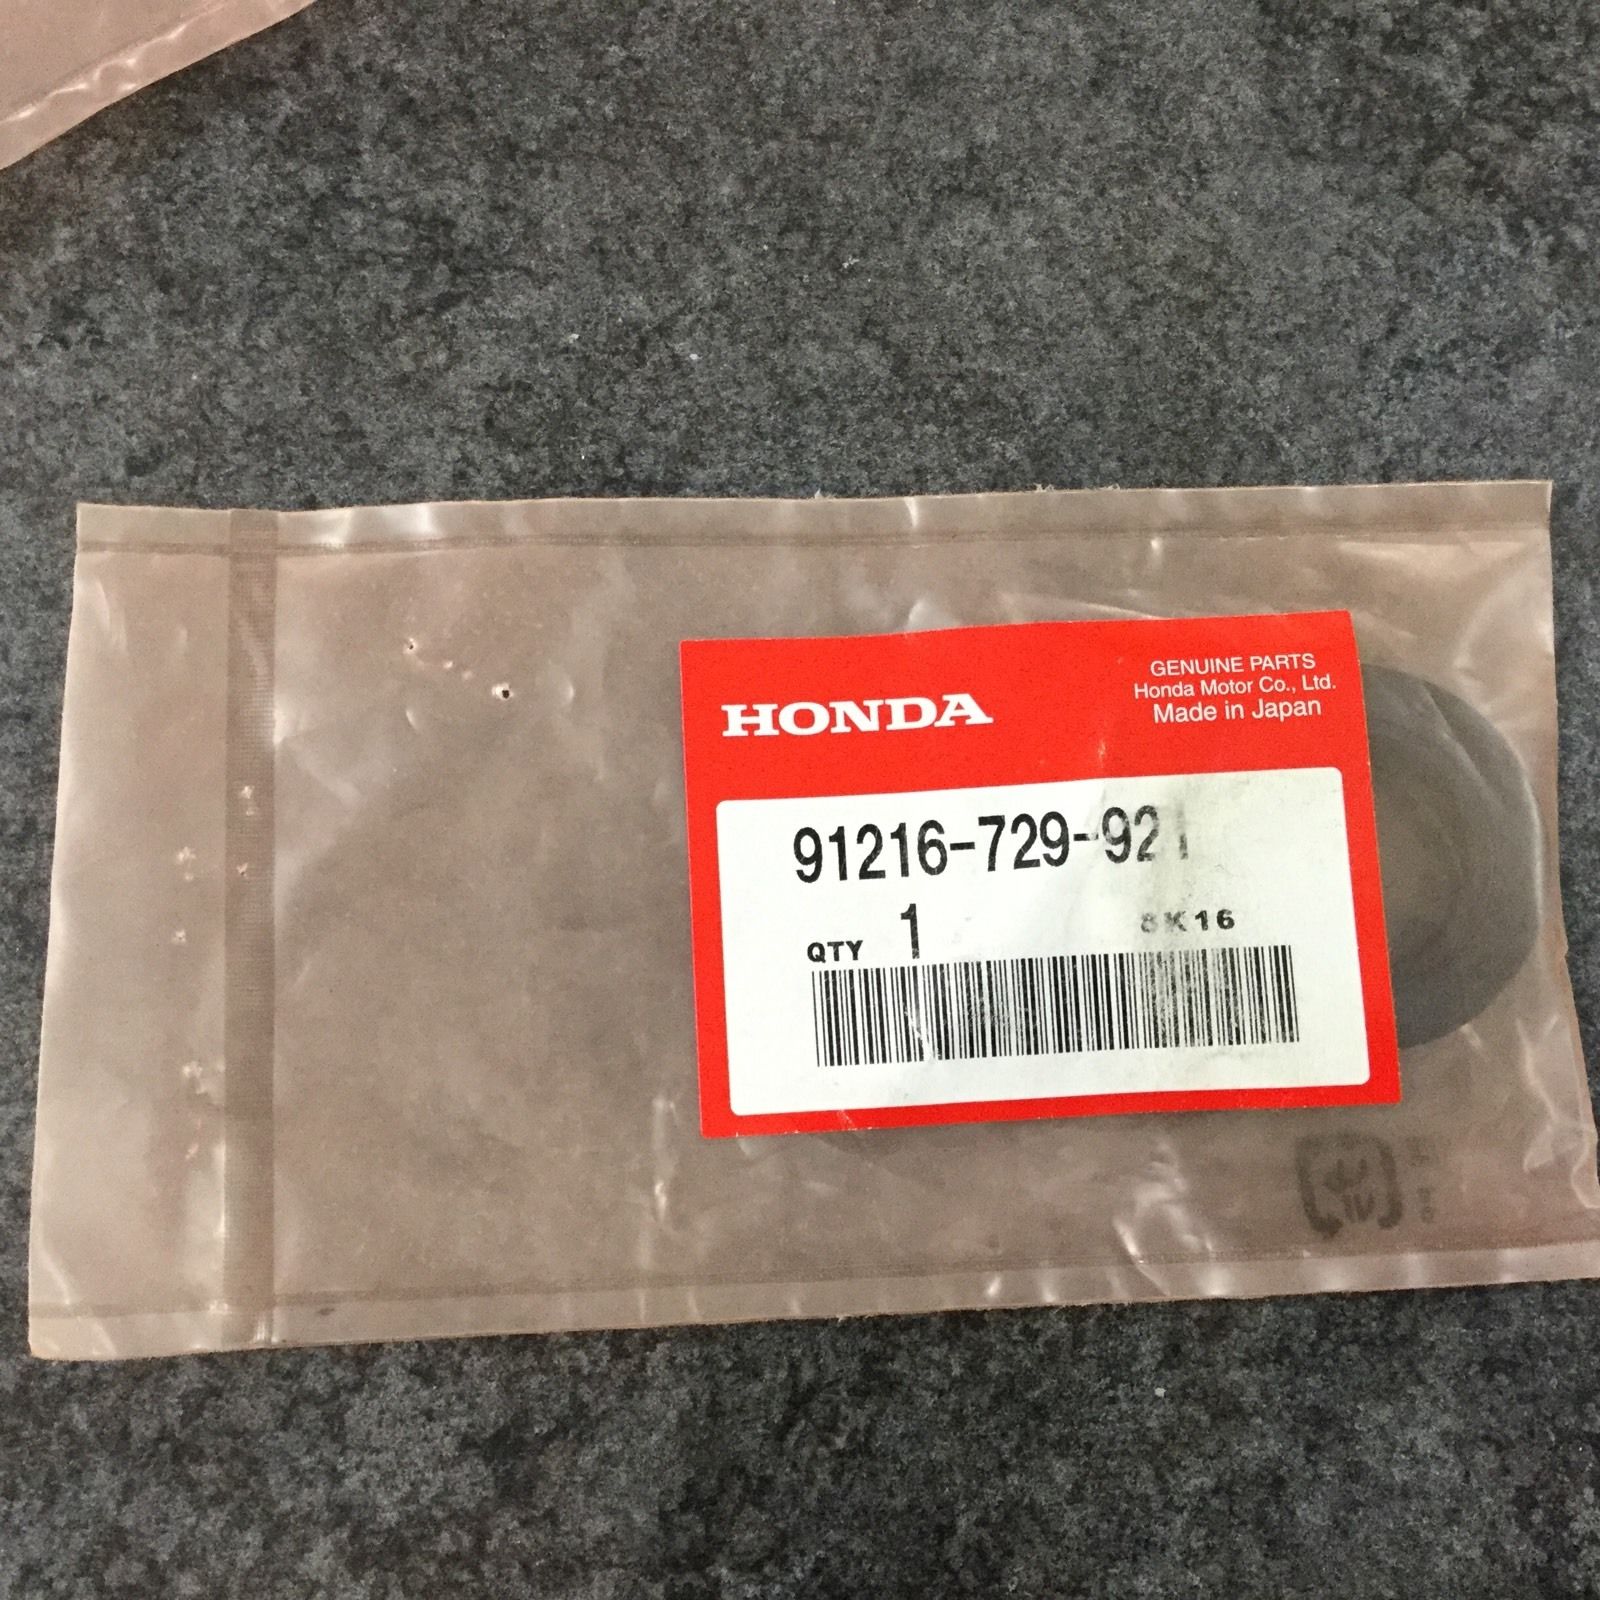 HONDA
GENUINE PARTS
Honda Motor Co., Ltd.
Made in Japan
91216-729-921
QTY 1
8K16